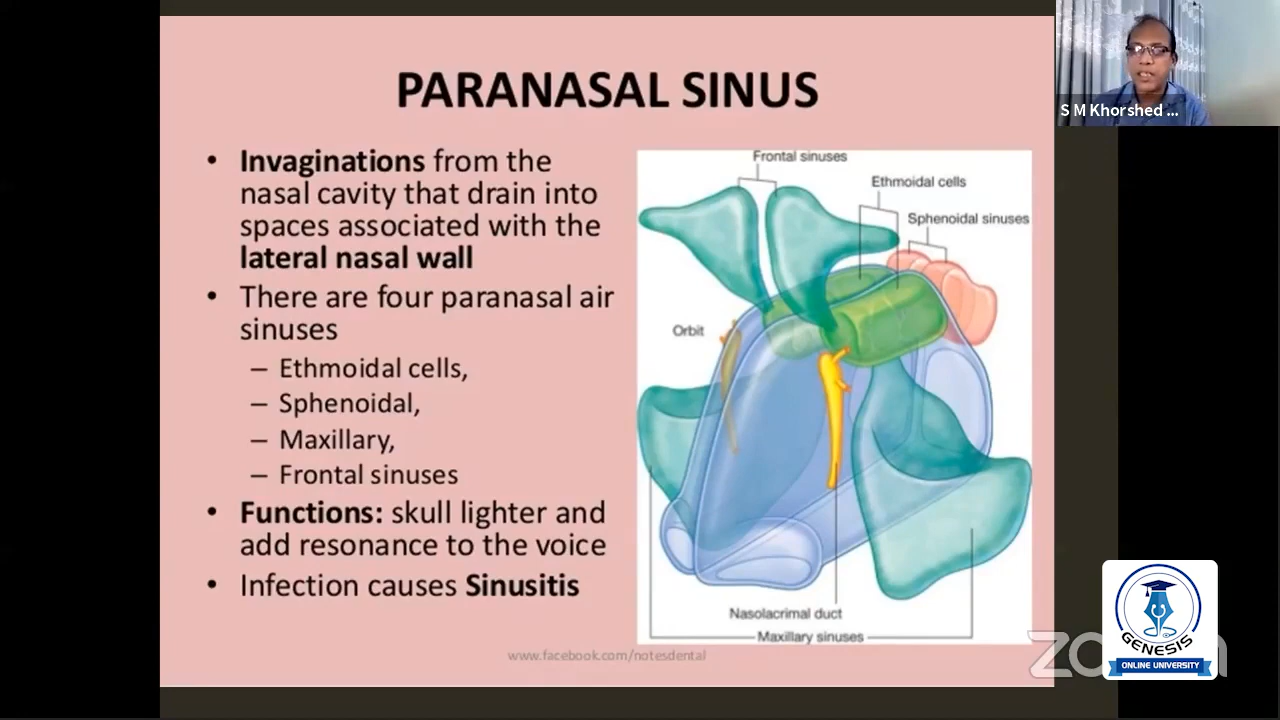 PARANASAL SINUS
• Invaginations from the
nasal cavity that drain into
spaces associated with the
lateral nasal wall
• There are four paranasal air
sinuses
– Ethmoidal cells,
– Sphenoidal,
– Maxillary,
– Frontal sinuses
• Functions: skull lighter and
add resonance to the voice
• Infection causes Sinusitis
Frontal sinuses
Ethmoidal cells
Sphenoidal sinuses
Orbit
Nasolacrimal duct
Maxillary sinuses
www.facebook.com/notesdental
S M Khorshed ...
GENESIS
ONLINE UNIVERSITY